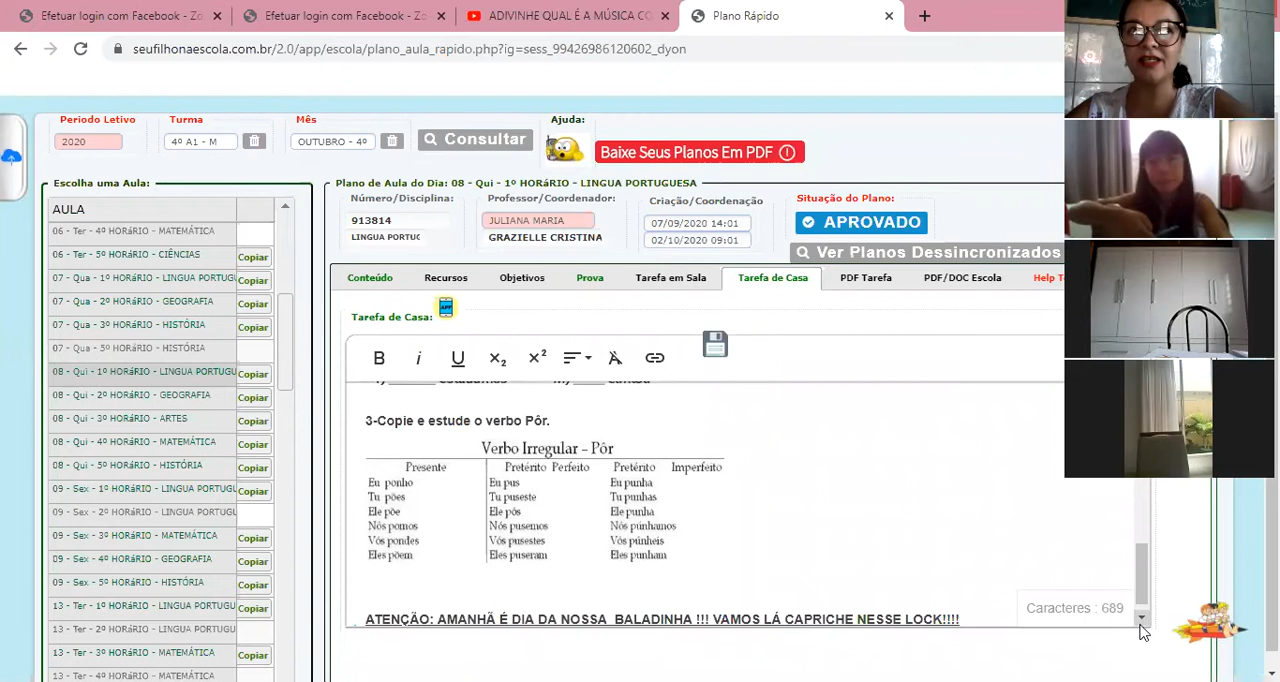 Efetuar login com Facebook - Zo
Efetuar login com Facebook - Zo
ADIVINHE QUAL É A MÚSICA CO
Plano Rápido
seufilhonaescola.com.br/2.0/app/escola/plano_aula_rapido.php?ig=sess_99426986120602_dyon
Periodo Letivo
Turma
Mês
Ajuda:
2020
4º A1 - M
OUTUBRO - 4º
Consultar
Baixe Seus Planos Em PDF
Escolha uma Aula:
AULA
06 - Ter - 4º HORáRIO - MATEMÁTICA
06 - Ter - 5º HORáRIO - CIÊNCIAS
Copiar
07 - Qua - 1º HORáRIO - LINGUA PORTUGU
Copiar
07 - Qua - 2º HORáRIO - GEOGRAFIA
Copiar
07 - Qua - 3º HORáRIO - HISTÓRIA
Copiar
07 - Qua - 5º HORáRIO - HISTÓRIA
08 - Qui - 1º HORáRIO - LINGUA PORTUGU
Copiar
08 - Qui - 2º HORáRIO - GEOGRAFIA
Copiar
08 - Qui - 3º HORáRIO - ARTES
Copiar
08 - Qui - 4º HORáRIO - MATEMÁTICA
Copiar
08 - Qui - 5º HORáRIO - HISTÓRIA
Copiar
09 - Sex - 1º HORáRIO - LINGUA PORTUGU
Copiar
09 - Sex - 2º HORáRIO - LINGUA PORTUGU
09 - Sex - 3º HORáRIO - MATEMÁTICA
Copiar
09 - Sex - 4º HORáRIO - GEOGRAFIA
Copiar
09 - Sex - 5º HORáRIO - HISTÓRIA
Copiar
13 - Ter - 1º HORáRIO - LINGUA PORTUGU
Copiar
13 - Ter - 2º HORáRIO - LINGUA PORTUGU
13 - Ter - 3º HORáRIO - MATEMÁTICA
Copiar
13 - Ter - 4º HORáRIO - MATEMÁTICA
Plano de Aula do Dia: 08 - Qui - 1º HORáRIO - LINGUA PORTUGUESA
Número/Disciplina:
Professor/Coordenador:
Criação/Coordenação
Situação do Plano:
913814
JULIANA MARIA
07/09/2020 14:01
APROVADO
LINGUA PORTUC
GRAZIELLE CRISTINA
02/10/2020 09:01
Ver Planos Dessincronizados
Conteúdo
Recursos
Objetivos
Prova
Tarefa em Sala
Tarefa de Casa
PDF Tarefa
PDF/DOC Escola
Help T
Tarefa de Casa:
3-Copie e estude o verbo Pôr.
Verbo Irregular – Pôr
Presente Pretérito Perfeito Pretérito Imperfeito
Eu ponho Eu pus Eu punha
Tu pões Tu puseste Tu punhas
Ele põe Ele pôs Ele punha
Nós pomos Nós pusemos Nós púnhamos
Vós pondes Vós pusestes Vós púnheis
Eles põem Eles puseram Eles punham
Caracteres : 689
ATENÇÃO: AMANHÃ É DIA DA NOSSA BALADINHA !!! VAMOS LÁ CAPRICHE NESSE LOCK!!!!